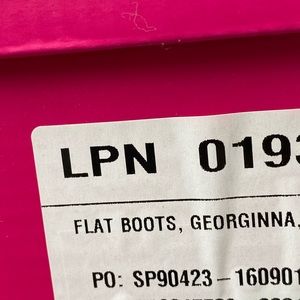 LPN 0193
FLAT BOOTS, GEORGINNA,
PO: SP90423-160901